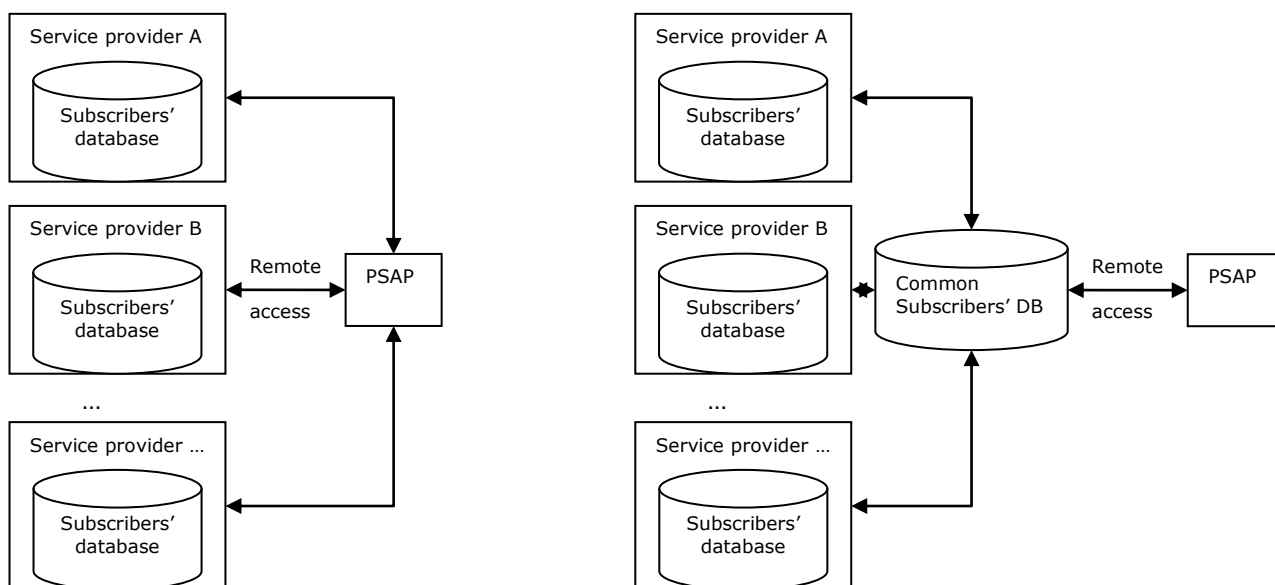 Service provider A
Subscribers’
database
Service provider B
Subscribers’
database
Remote
access
PSAP
...
Service provider …
Subscribers’
database
Service provider A
Subscribers’
database
Service provider B
Subscribers’
database
Common
Subscribers’ DB
Remote
access
PSAP
...
Service provider …
Subscribers’
database